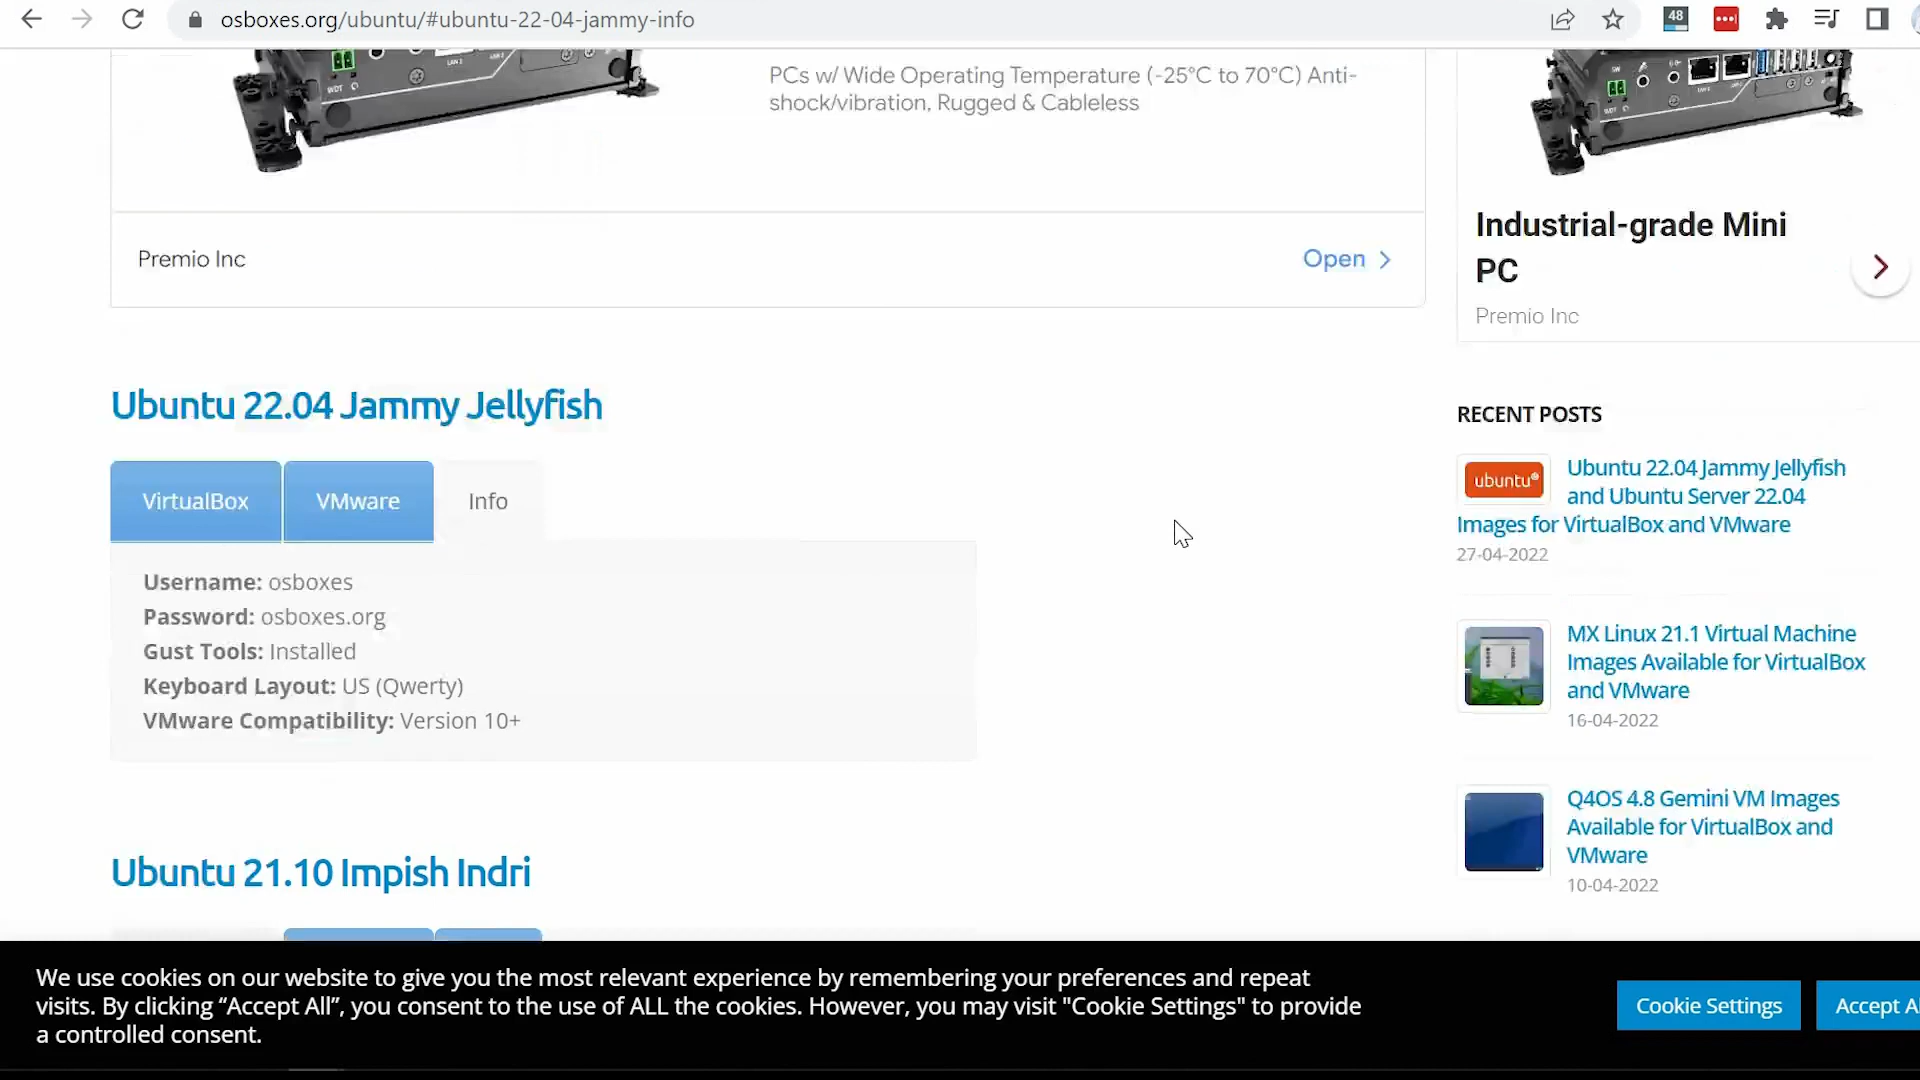 osboxes.org/ubuntu/#ubuntu-22-04-jammy-info
48
PCs w/ Wide Operating Temperature (-25°C to 70°C) Anti-
shock/vibration, Rugged & Cableless
Premio Inc
Open
Industrial-grade Mini
PC
Premio Inc
Ubuntu 22.04 Jammy Jellyfish
VirtualBox
VMware
Info
Username: osboxes
Password: osboxes.org
Gust Tools: Installed
Keyboard Layout: US (Qwerty)
VMware Compatibility: Version 10+
Ubuntu 21.10 Impish Indri
RECENT POSTS
ubuntu
Ubuntu 22.04 Jammy Jellyfish
and Ubuntu Server 22.04
Images for VirtualBox and VMware
27-04-2022
MX Linux 21.1 Virtual Machine
Images Available for VirtualBox
and VMware
16-04-2022
Q4OS 4.8 Gemini VM Images
Available for VirtualBox and
VMware
10-04-2022
We use cookies on our website to give you the most relevant experience by remembering your preferences and repeat
visits. By clicking “Accept All”, you consent to the use of ALL the cookies. However, you may visit "Cookie Settings" to provide
a controlled consent.
Cookie Settings
Accept Al